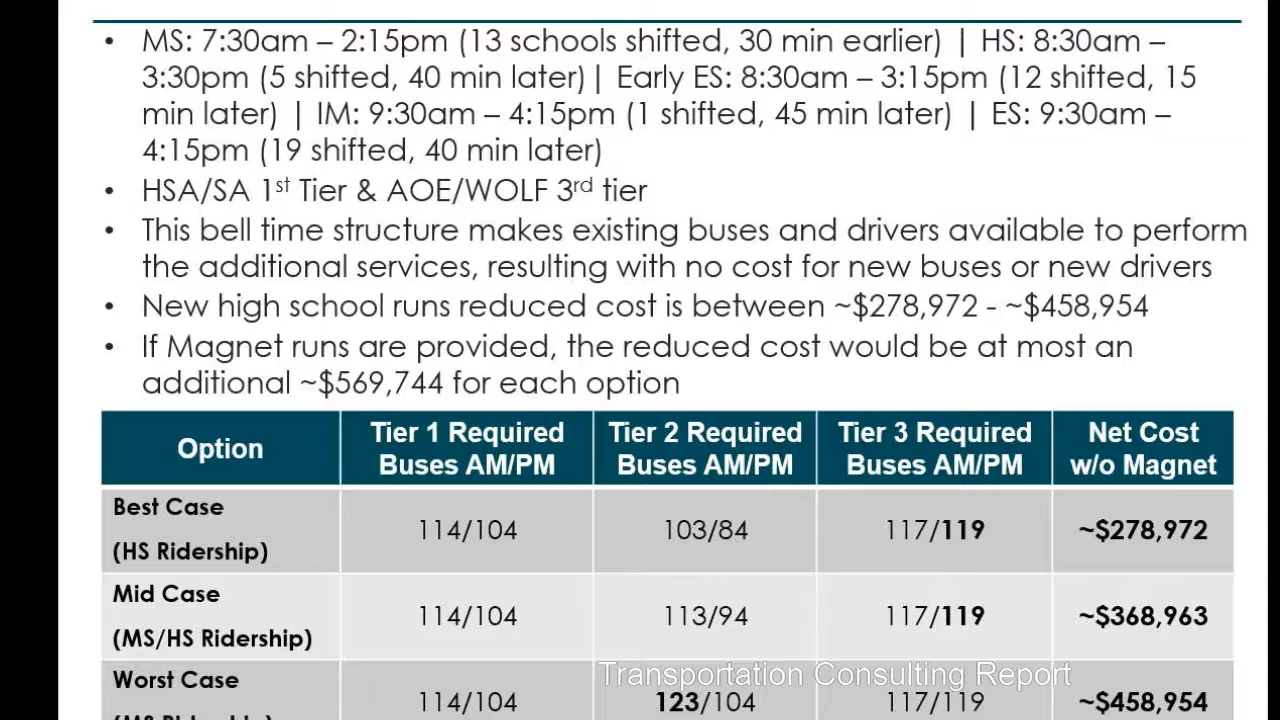 • MS: 7:30am – 2:15pm (13 schools shifted, 30 min earlier) | HS: 8:30am –
3:30pm (5 shifted, 40 min later)| Early ES: 8:30am – 3:15pm (12 shifted, 15
min later) | IM: 9:30am – 4:15pm (1 shifted, 45 min later) | ES: 9:30am –
4:15pm (19 shifted, 40 min later)
• HSA/SA 1st Tier & AOE/WOLF 3rd tier
• This bell time structure makes existing buses and drivers available to perform
the additional services, resulting with no cost for new buses or new drivers
• New high school runs reduced cost is between ~$278,972 - ~$458,954
• If Magnet runs are provided, the reduced cost would be at most an
additional ~$569,744 for each option
Option
Tier 1 Required
Buses AM/PM
Tier 2 Required
Buses AM/PM
Tier 3 Required
Buses AM/PM
Net Cost
w/o Magnet
Best Case
(HS Ridership)
114/104
103/84
117/119
~$278,972
Mid Case
(MS/HS Ridership)
114/104
113/94
117/119
~$368,963
Worst Case
(MS Ridership)
114/104
123/104
117/119
~$458,954
Transportation Consulting Report